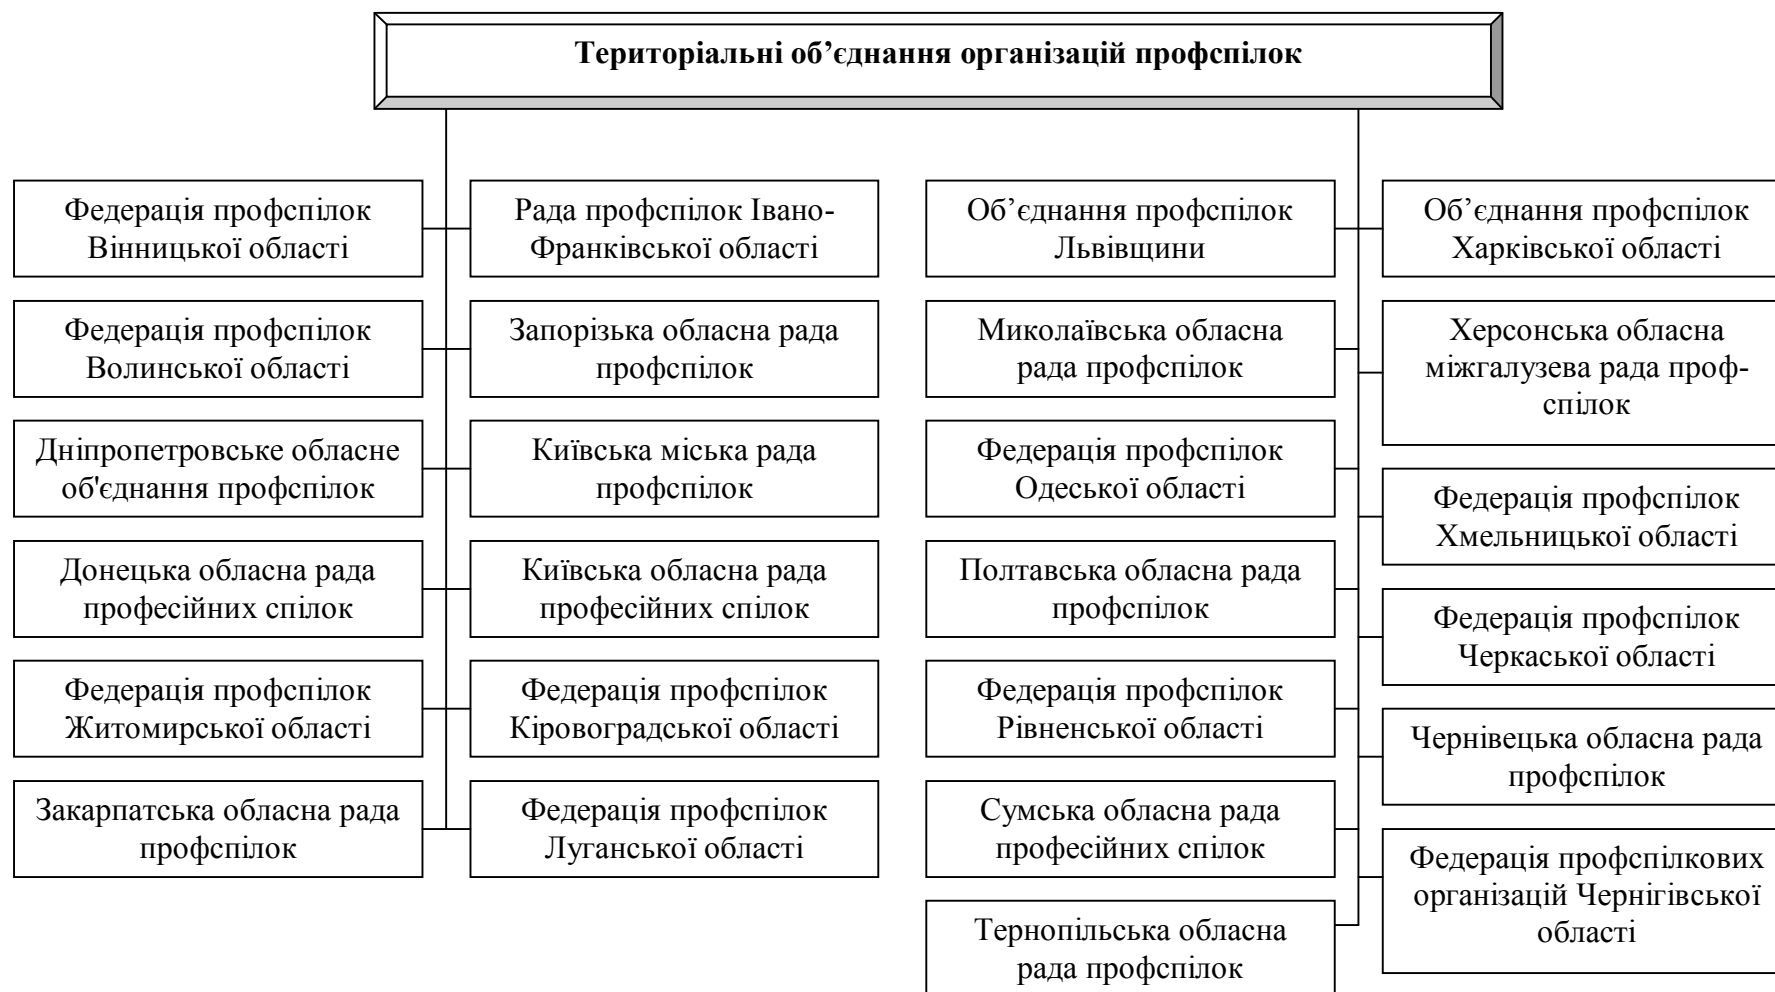 Територіальні об’єднання організацій профспілок
Федерація профспілок
Вінницької області
Федерація профспілок
Волинської області
Дніпропетровське обласне
об'єднання профспілок
Донецька обласна рада
професійних спілок
Федерація профспілок
Житомирської області
Закарпатська обласна рада
профспілок
Рада профспілок Івано-
Франківської області
Запорізька обласна рада
профспілок
Київська міська рада
профспілок
Київська обласна рада
професійних спілок
Федерація профспілок
Кіровоградської області
Федерація профспілок
Луганської області
Об’єднання профспілок
Львівщини
Миколаївська обласна
рада профспілок
Федерація профспілок
Одеської області
Полтавська обласна рада
профспілок
Федерація профспілок
Рівненської області
Сумська обласна рада
професійних спілок
Тернопільська обласна
рада профспілок
Об’єднання профспілок
Харківської області
Херсонська обласна
міжгалузева рада проф-
спілок
Федерація профспілок
Хмельницької області
Федерація профспілок
Черкаської області
Чернівецька обласна рада
профспілок
Федерація профспілкових
організацій Чернігівської
області